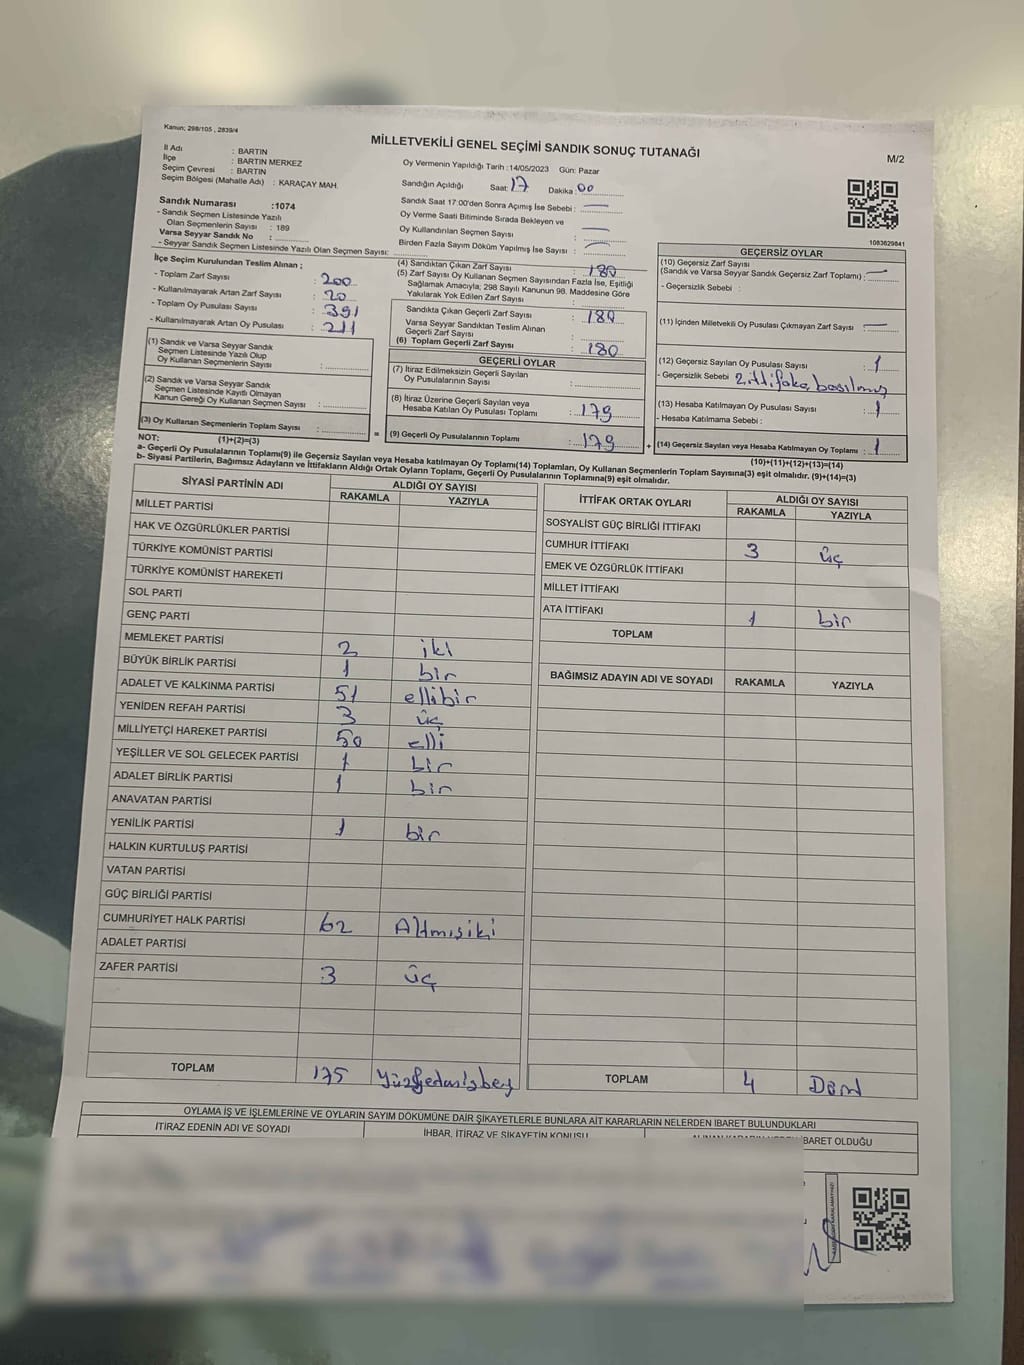 Kanun; 298/105 , 2839/4
MİLLETVEKİLİ GENEL SEÇİMİ SANDIK SONUÇ TUTANAĞI
M/2
İl Adı : BARTIN
İlçe : BARTIN MERKEZ
Seçim Çevresi : BARTIN
Seçim Bölgesi (Mahalle Adı) : KARAÇAY MAH.
Oy Vermenin Yapıldığı Tarih :14/05/2023 Gün: Pazar
Sandığın Açıldığı Saat: 17 Dakika: 00
Sandık Saat 17:00'den Sonra Açımış İse Sebebi : —
Oy Verme Saati Bitiminde Sırada Bekleyen ve
Oy Kullandırılan Seçmen Sayısı : —
Birden Fazla Sayım Döküm Yapılmış İse Sayısı : —
Sandık Numarası :1074
- Sandık Seçmen Listesinde Yazılı
Olan Seçmenlerin Sayısı : 189
Varsa Seyyar Sandık No :
- Seyyar Sandık Seçmen Listesinde Yazılı Olan Seçmen Sayısı:
1083629841
İlçe Seçim Kurulundan Teslim Alınan ;
- Toplam Zarf Sayısı : 200
- Kullanılmayarak Artan Zarf Sayısı : 20
- Toplam Oy Pusulası Sayısı : 391
- Kullanılmayarak Artan Oy Pusulası : 211
(1) Sandık ve Varsa Seyyar Sandık
Seçmen Listesinde Yazılı Olup
Oy Kullanan Seçmenlerin Sayısı :
(2) Sandık ve Varsa Seyyar Sandık
Seçmen Listesinde Kayıtlı Olmayan
Kanun Gereği Oy Kullanan Seçmen Sayısı :
(3) Oy Kullanan Seçmenlerin Toplam Sayısı :
(1)+(2)=(3)
(4) Sandıktan Çıkan Zarf Sayısı : 180
(5) Zarf Sayısı Oy Kullanan Seçmen Sayısından Fazla İse, Eşitliği
Sağlamak Amacıyla; 298 Sayılı Kanunun 98. Maddesine Göre
Yakılarak Yok Edilen Zarf Sayısı :
Sandıkta Çıkan Geçerli Zarf Sayısı : 180
Varsa Seyyar Sandıktan Teslim Alınan
Geçerli Zarf Sayısı :
(6) Toplam Geçerli Zarf Sayısı : 180
GEÇERLİ OYLAR
(7) İtiraz Edilmeksizin Geçerli Sayılan
Oy Pusulalarının Sayısı :
(8) İtiraz Üzerine Geçerli Sayılan veya
Hesaba Katılan Oy Pusulası Toplamı : 179
= (9) Geçerli Oy Pusulalarının Toplamı : 179
GEÇERSİZ OYLAR
(10) Geçersiz Zarf Sayısı
(Sandık ve Varsa Seyyar Sandık Geçersiz Zarf Toplamı) : —
- Geçersizlik Sebebi :
(11) İçinden Milletvekili Oy Pusulası Çıkmayan Zarf Sayısı : —
(12) Geçersiz Sayılan Oy Pusulası Sayısı : 1
- Geçersizlik Sebebi 2 ittifaka basılmış
(13) Hesaba Katılmayan Oy Pusulası Sayısı : 1
- Hesaba Katılmama Sebebi :
+ (14) Geçersiz Sayılan veya Hesaba Katılmayan Oy Toplamı : 1
(10)+(11)+(12)+(13)=(14)
NOT:
a- Geçerli Oy Pusulaları Toplamı(9) ile Geçersiz Sayılan veya Hesaba katılmayan Oy Toplamı(14) Toplamları, Oy Kullanan Seçmenlerin Toplam Sayısına(3) eşit olmalıdır. (9)+(14)=(3)
b- Siyasi Partilerin, Bağımsız Adayların ve İttifakların Aldığı Ortak Oyların Toplamı, Geçerli Oy Pusulalarının Toplamına(9) eşit olmalıdır.
SİYASİ PARTİNİN ADI ALDIĞI OY SAYISI
RAKAMLA YAZIYLA
MİLLET PARTİSİ
HAK VE ÖZGÜRLÜKLER PARTİSİ
TÜRKİYE KOMÜNİST PARTİSİ
TÜRKİYE KOMÜNİST HAREKETİ
SOL PARTİ
GENÇ PARTİ
MEMLEKET PARTİSİ 2 iki
BÜYÜK BİRLİK PARTİSİ 1 bir
ADALET VE KALKINMA PARTİSİ 51 ellibir
YENİDEN REFAH PARTİSİ 3 üç
MİLLİYETÇİ HAREKET PARTİSİ 50 elli
YEŞİLLER VE SOL GELECEK PARTİSİ 1 bir
ADALET BİRLİK PARTİSİ 1 bir
ANAVATAN PARTİSİ
YENİLİK PARTİSİ 1 bir
HALKIN KURTULUŞ PARTİSİ
VATAN PARTİSİ
GÜÇ BİRLİĞİ PARTİSİ
CUMHURİYET HALK PARTİSİ 62 Altmışiki
ADALET PARTİSİ
ZAFER PARTİSİ 3 üç
TOPLAM 175
İTTİFAK ORTAK OYLARI ALDIĞI OY SAYISI
RAKAMLA YAZIYLA
SOSYALİST GÜÇ BİRLİĞİ İTTİFAKI
CUMHUR İTTİFAKI 3 üç
EMEK VE ÖZGÜRLÜK İTTİFAKI
MİLLET İTTİFAKI
ATA İTTİFAKI 1 bir
TOPLAM
BAĞIMSIZ ADAYIN ADI VE SOYADI RAKAMLA YAZIYLA
TOPLAM 4
OYLAMA İŞ VE İŞLEMLERİNE VE OYLARIN SAYIM DÖKÜMÜNE DAİR ŞİKAYETLERLE BUNLARA AİT KARARLARIN NELERDEN İBARET BULUNDUKLARI
İTİRAZ EDENİN ADI VE SOYADI İHBAR, İTİRAZ VE ŞİKAYETİN KONUSU İBARET OLDUĞU